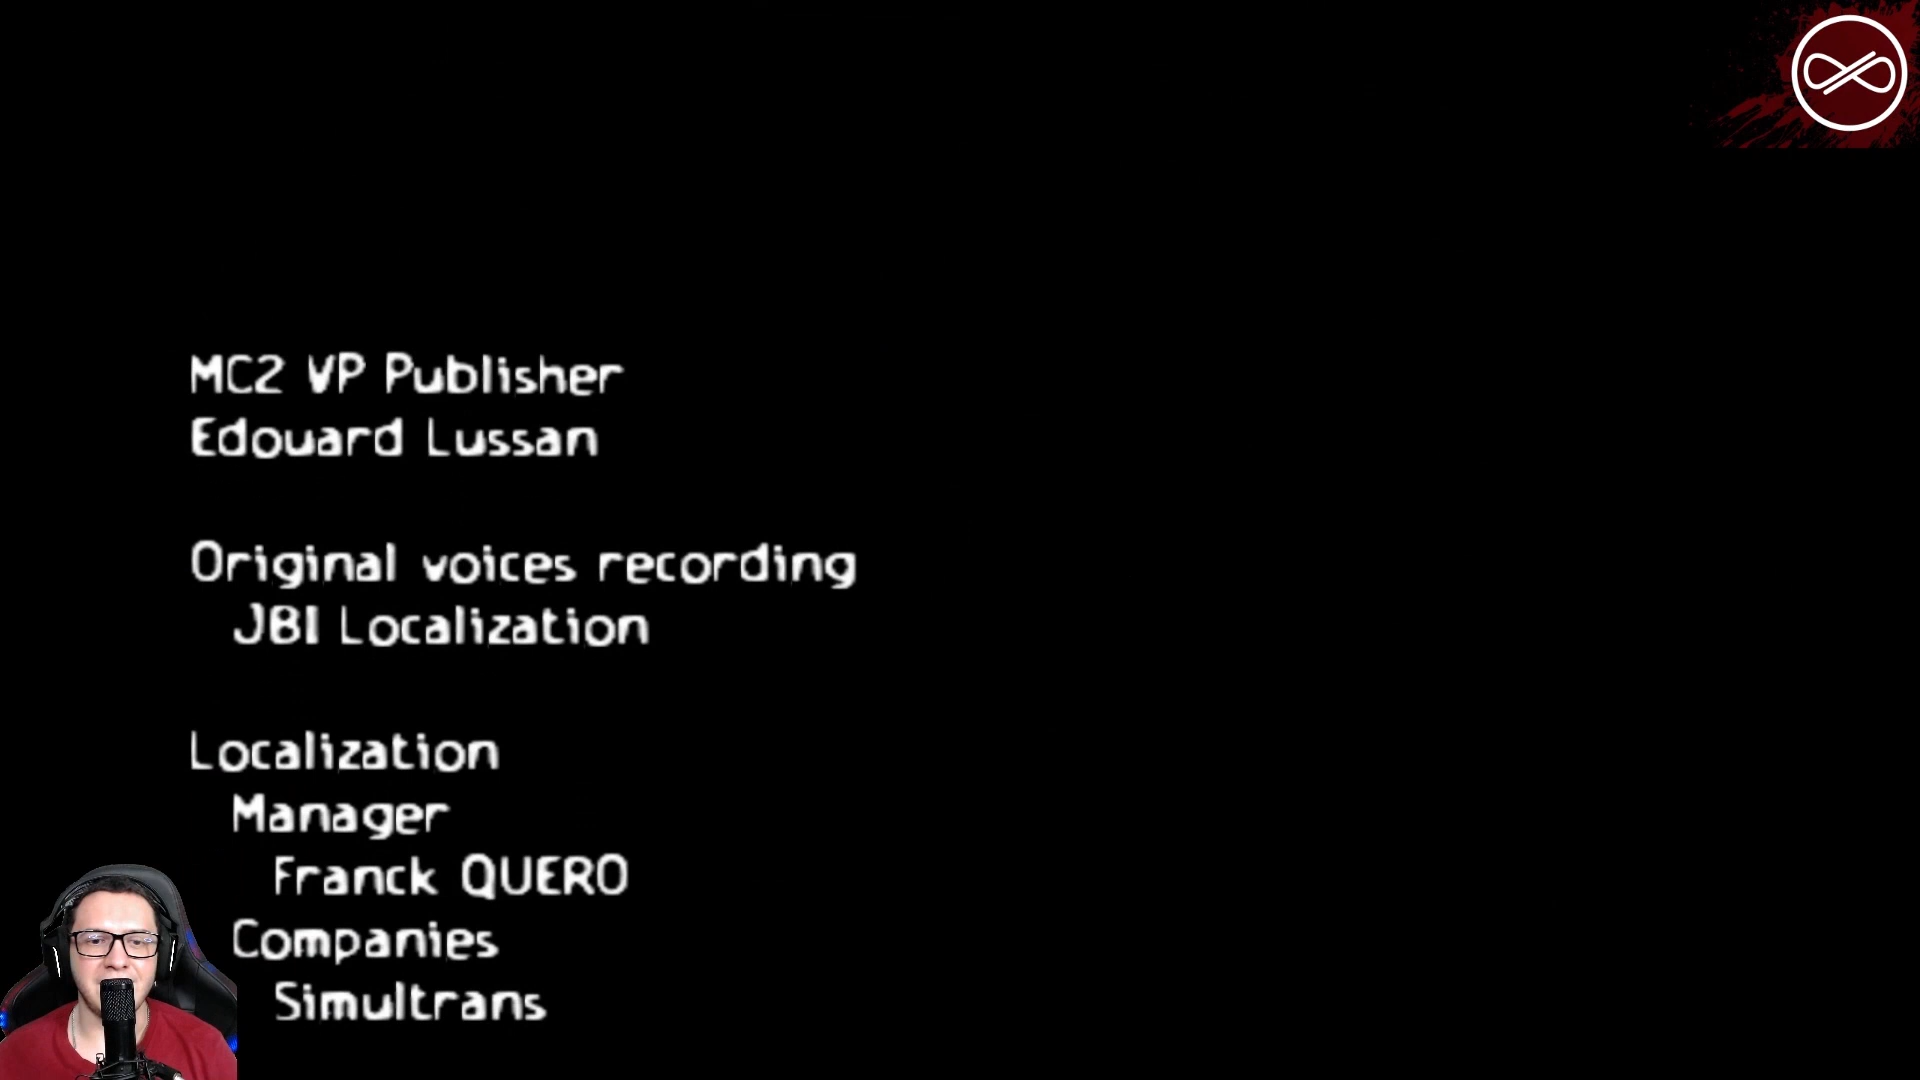 MC2 VP Publisher
Edouard Lussan
Original voices recording
JBI Localization
Localization
Manager
Franck QUERO
Companies
Simultrans